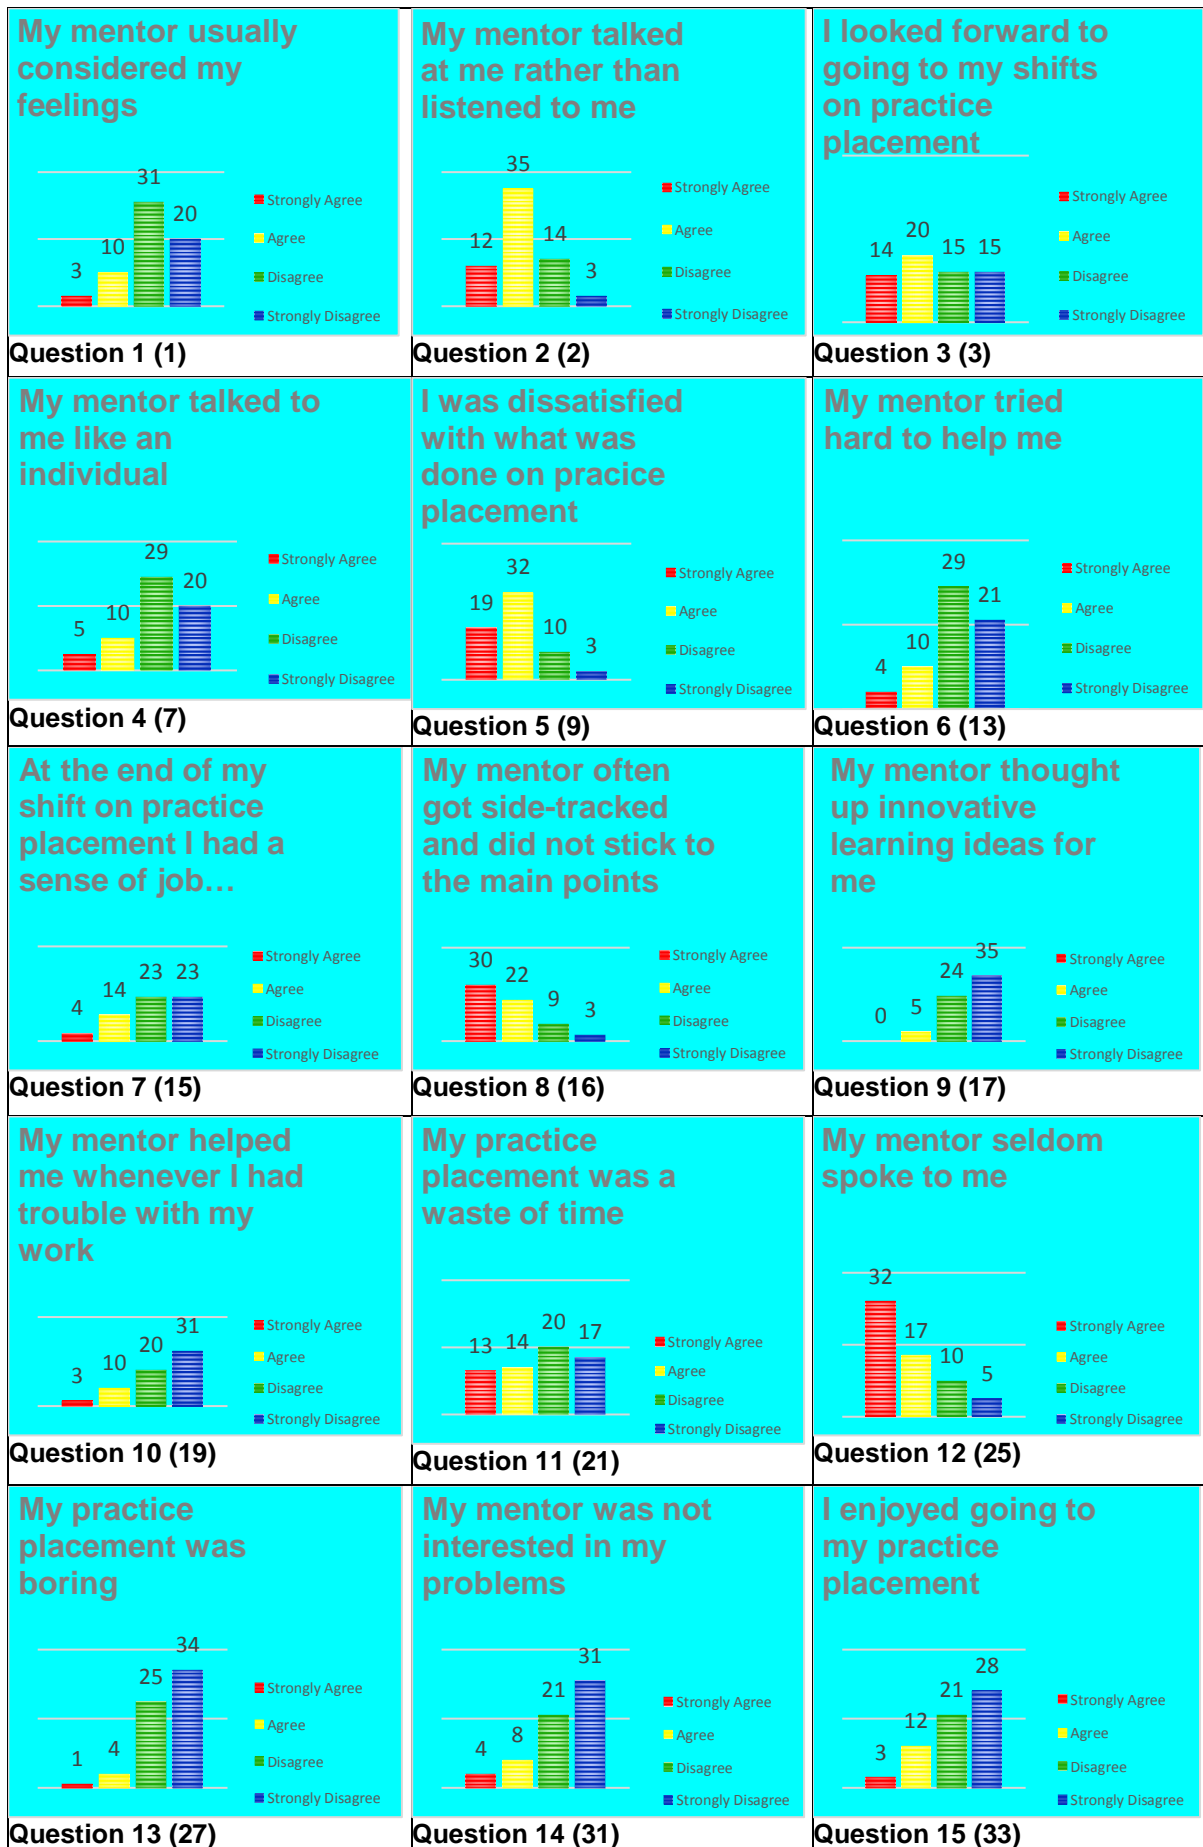 My mentor usually
considered my
feelings
31
20
10
3
Strongly Agree
Agree
Disagree
Strongly Disagree
Question 1 (1)
My mentor talked
at me rather than
listened to me
35
12
14
3
Strongly Agree
Agree
Disagree
Strongly Disagree
Question 2 (2)
I looked forward to
going to my shifts
on practice
placement
14
20
15
15
Strongly Agree
Agree
Disagree
Strongly Disagree
Question 3 (3)
My mentor talked to
me like an
individual
29
20
10
5
Strongly Agree
Agree
Disagree
Strongly Disagree
Question 4 (7)
I was dissatisfied
with what was
done on pracice
placement
32
19
10
3
Strongly Agree
Agree
Disagree
Strongly Disagree
Question 5 (9)
My mentor tried
hard to help me
29
21
10
4
Strongly Agree
Agree
Disagree
Strongly Disagree
Question 6 (13)
At the end of my
shift on practice
placement I had a
sense of job…
4
14
23
23
Strongly Agree
Agree
Disagree
Strongly Disagree
Question 7 (15)
My mentor often
got side-tracked
and did not stick to
the main points
30
22
9
3
Strongly Agree
Agree
Disagree
Strongly Disagree
Question 8 (16)
My mentor thought
up innovative
learning ideas for
me
0
5
24
35
Strongly Agree
Agree
Disagree
Strongly Disagree
Question 9 (17)
My mentor helped
me whenever I had
trouble with my
work
3
10
20
31
Strongly Agree
Agree
Disagree
Strongly Disagree
Question 10 (19)
My practice
placement was a
waste of time
13
14
20
17
Strongly Agree
Agree
Disagree
Strongly Disagree
Question 11 (21)
My mentor seldom
spoke to me
32
17
10
5
Strongly Agree
Agree
Disagree
Strongly Disagree
Question 12 (25)
My practice
placement was
boring
1
4
25
34
Strongly Agree
Agree
Disagree
Strongly Disagree
Question 13 (27)
My mentor was not
interested in my
problems
4
8
21
31
Strongly Agree
Agree
Disagree
Strongly Disagree
Question 14 (31)
I enjoyed going to
my practice
placement
3
12
21
28
Strongly Agree
Agree
Disagree
Strongly Disagree
Question 15 (33)